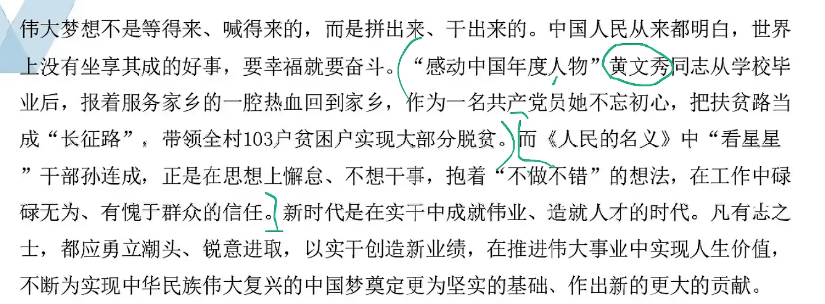 伟大梦想不是等得来、喊得来的，而是拼出来、干出来的。中国人民从来都明白，世界
上没有坐享其成的好事，要幸福就要奋斗。“感动中国年度人物”黄文秀同志从学校毕
业后，报着服务家乡的一腔热血回到家乡，作为一名共产党员她不忘初心，把扶贫路当
成“长征路”，带领全村103户贫困户实现大部分脱贫。而《人民的名义》中“看星星
”干部孙连成，正是在思想上懈怠、不想干事，抱着“不做不错”的想法，在工作中碌
碌无为、有愧于群众的信任。新时代是在实干中成就伟业、造就人才的时代。凡有志之
士，都应勇立潮头、锐意进取，以实干创造新业绩，在推进伟大事业中实现人生价值，
不断为实现中华民族伟大复兴的中国梦奠定更为坚实的基础、作出新的更大的贡献。